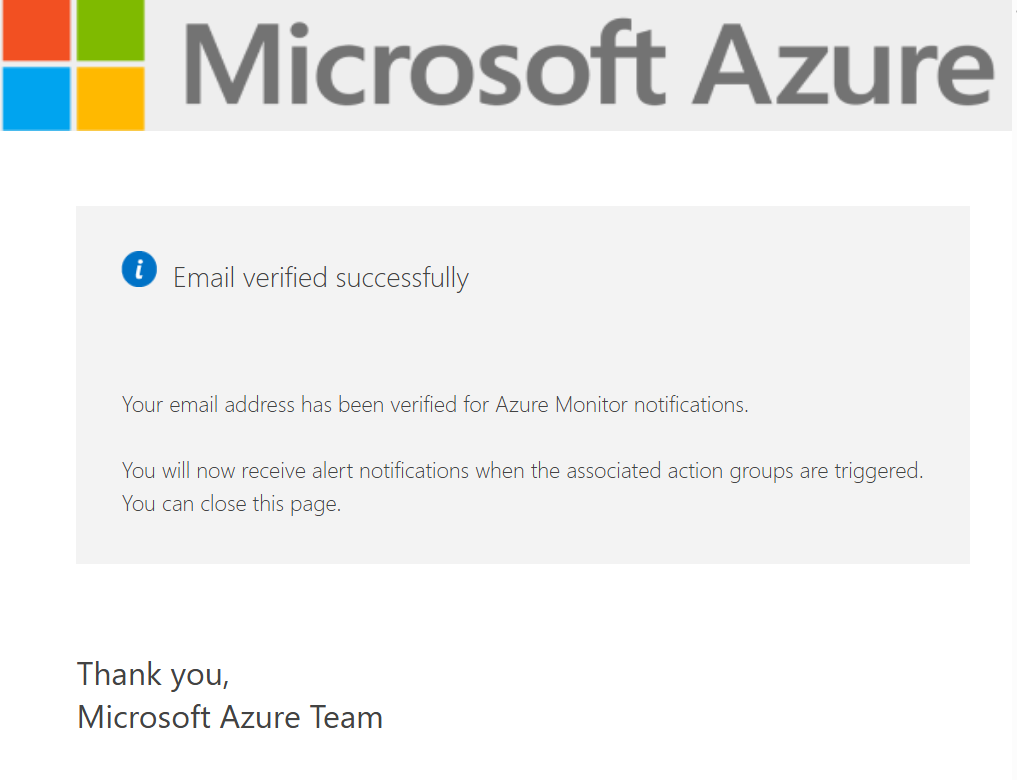 Microsoft Azure
Email verified successfully
Your email address has been verified for Azure Monitor notifications.
You will now receive alert notifications when the associated action groups are triggered.
You can close this page.
Thank you,
Microsoft Azure Team